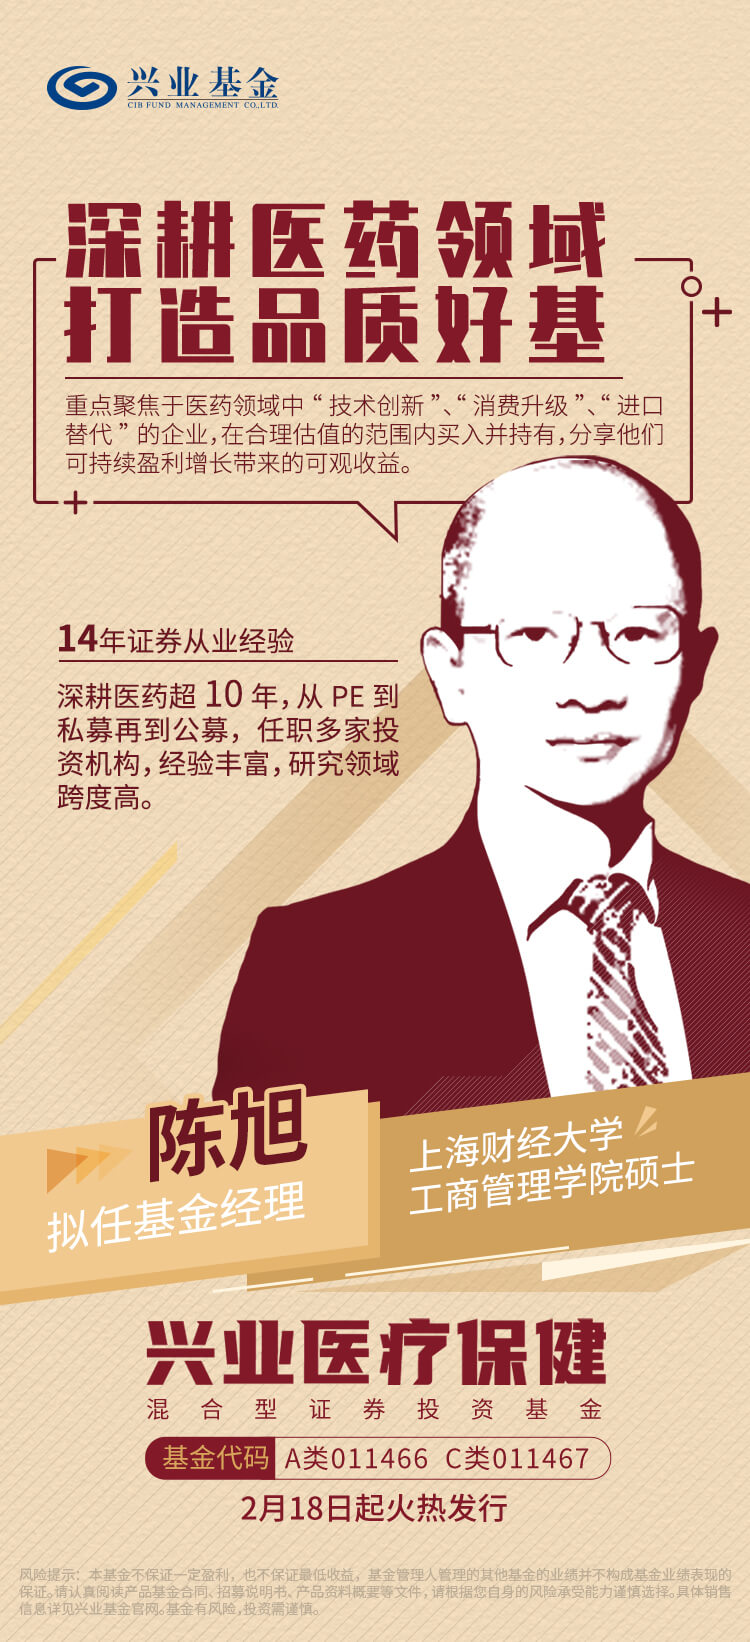 兴业基金
CIB FUND MANAGEMENT CO.,LTD.
深耕医药领域
打造品质好基
重点聚焦于医药领域中“技术创新”、“消费升级”、“进口
替代”的企业,在合理估值的范围内买入并持有,分享他们
可持续盈利增长带来的可观收益。
14年证券从业经验
深耕医药超 10 年,从 PE 到
私募再到公募，任职多家投
资机构,经验丰富,研究领域
跨度高。
陈旭
拟任基金经理
上海财经大学
工商管理学院硕士
兴业医疗保健
混合型证券投资基金
基金代码 A类011466 C类011467
2月18日起火热发行
风险提示：本基金不保证一定盈利，也不保证最低收益，基金管理人管理的其他基金的业绩并不构成基金业绩表现的
保证。请认真阅读产品基金合同、招募说明书、产品资料概要等文件，请根据您自身的风险承受能力谨慎选择。具体销售
信息详见兴业基金官网。基金有风险,投资需谨慎。